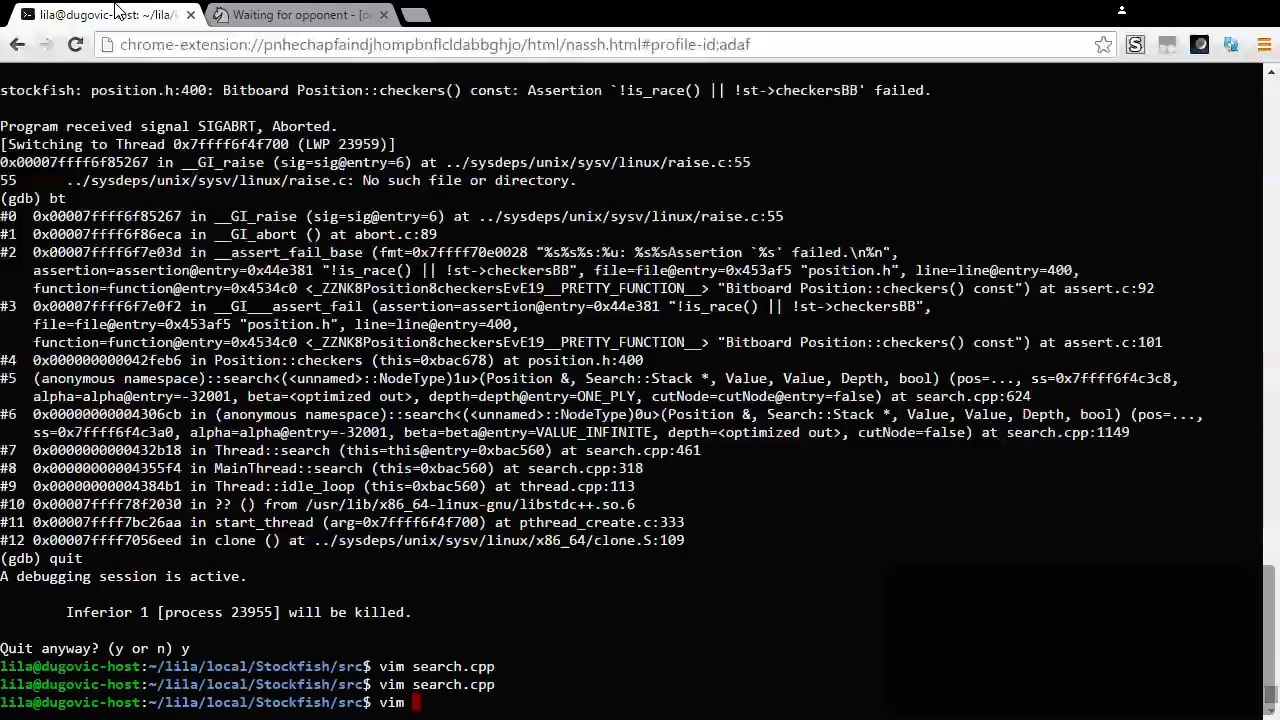 lila@dugovic-host: ~/lila/l
Waiting for opponent - [d
chrome-extension://pnhechapfaindjhompbnflcldabbghjo/html/nassh.html#profile-id;adaf
stockfish: position.h:400: Bitboard Position::checkers() const: Assertion `!is_race() || !st->checkersBB' failed.
Program received signal SIGABRT, Aborted.
[Switching to Thread 0x7ffff6f4f700 (LWP 23959)]
0x00007ffff6f85267 in __GI_raise (sig=sig@entry=6) at ../sysdeps/unix/sysv/linux/raise.c:55
55 ../sysdeps/unix/sysv/linux/raise.c: No such file or directory.
(gdb) bt
#0 0x00007ffff6f85267 in __GI_raise (sig=sig@entry=6) at ../sysdeps/unix/sysv/linux/raise.c:55
#1 0x00007ffff6f86eca in __GI_abort () at abort.c:89
#2 0x00007ffff6f7e03d in __assert_fail_base (fmt=0x7ffff70e0028 "%s%s%s:%u: %s%sAssertion `%s' failed.\n%n",
assertion=assertion@entry=0x44e381 "!is_race() || !st->checkersBB", file=file@entry=0x453af5 "position.h", line=line@entry=400,
function=function@entry=0x4534c0 <_ZZNK8Position8checkersEvE19__PRETTY_FUNCTION__> "Bitboard Position::checkers() const") at assert.c:92
#3 0x00007ffff6f7e0f2 in __GI___assert_fail (assertion=assertion@entry=0x44e381 "!is_race() || !st->checkersBB",
file=file@entry=0x453af5 "position.h", line=line@entry=400,
function=function@entry=0x4534c0 <_ZZNK8Position8checkersEvE19__PRETTY_FUNCTION__> "Bitboard Position::checkers() const") at assert.c:101
#4 0x000000000042feb6 in Position::checkers (this=0xbac678) at position.h:400
#5 (anonymous namespace)::search<(<unnamed>::NodeType)1u>(Position &, Search::Stack *, Value, Value, Depth, bool) (pos=..., ss=0x7ffff6f4c3c8,
alpha=alpha@entry=-32001, beta=<optimized out>, depth=depth@entry=ONE_PLY, cutNode=cutNode@entry=false) at search.cpp:624
#6 0x00000000004306cb in (anonymous namespace)::search<(<unnamed>::NodeType)0u>(Position &, Search::Stack *, Value, Value, Depth, bool) (pos=...,
ss=0x7ffff6f4c3a0, alpha=alpha@entry=-32001, beta=beta@entry=VALUE_INFINITE, depth=<optimized out>, cutNode=false) at search.cpp:1149
#7 0x0000000000432b18 in Thread::search (this=this@entry=0xbac560) at search.cpp:461
#8 0x00000000004355f4 in MainThread::search (this=0xbac560) at search.cpp:318
#9 0x00000000004384b1 in Thread::idle_loop (this=0xbac560) at thread.cpp:113
#10 0x00007ffff78f2030 in ?? () from /usr/lib/x86_64-linux-gnu/libstdc++.so.6
#11 0x00007ffff7bc26aa in start_thread (arg=0x7ffff6f4f700) at pthread_create.c:333
#12 0x00007ffff7056eed in clone () at ../sysdeps/unix/sysv/linux/x86_64/clone.S:109
(gdb) quit
A debugging session is active.
Inferior 1 [process 23955] will be killed.
Quit anyway? (y or n) y
lila@dugovic-host:~/lila/local/Stockfish/src$ vim search.cpp
lila@dugovic-host:~/lila/local/Stockfish/src$ vim search.cpp
lila@dugovic-host:~/lila/local/Stockfish/src$ vim